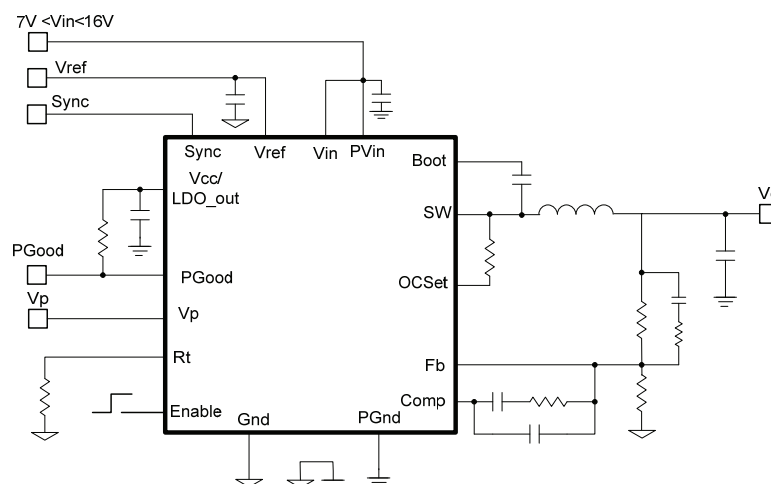 7V <Vin<16V
Vref
Sync
Sync
Vref
Vin
PVin
Boot
Vcc/
LDO_out
SW
PGood
PGood
OCSet
Vp
Vp
Rt
Fb
Enable
Comp
Gnd
PGnd